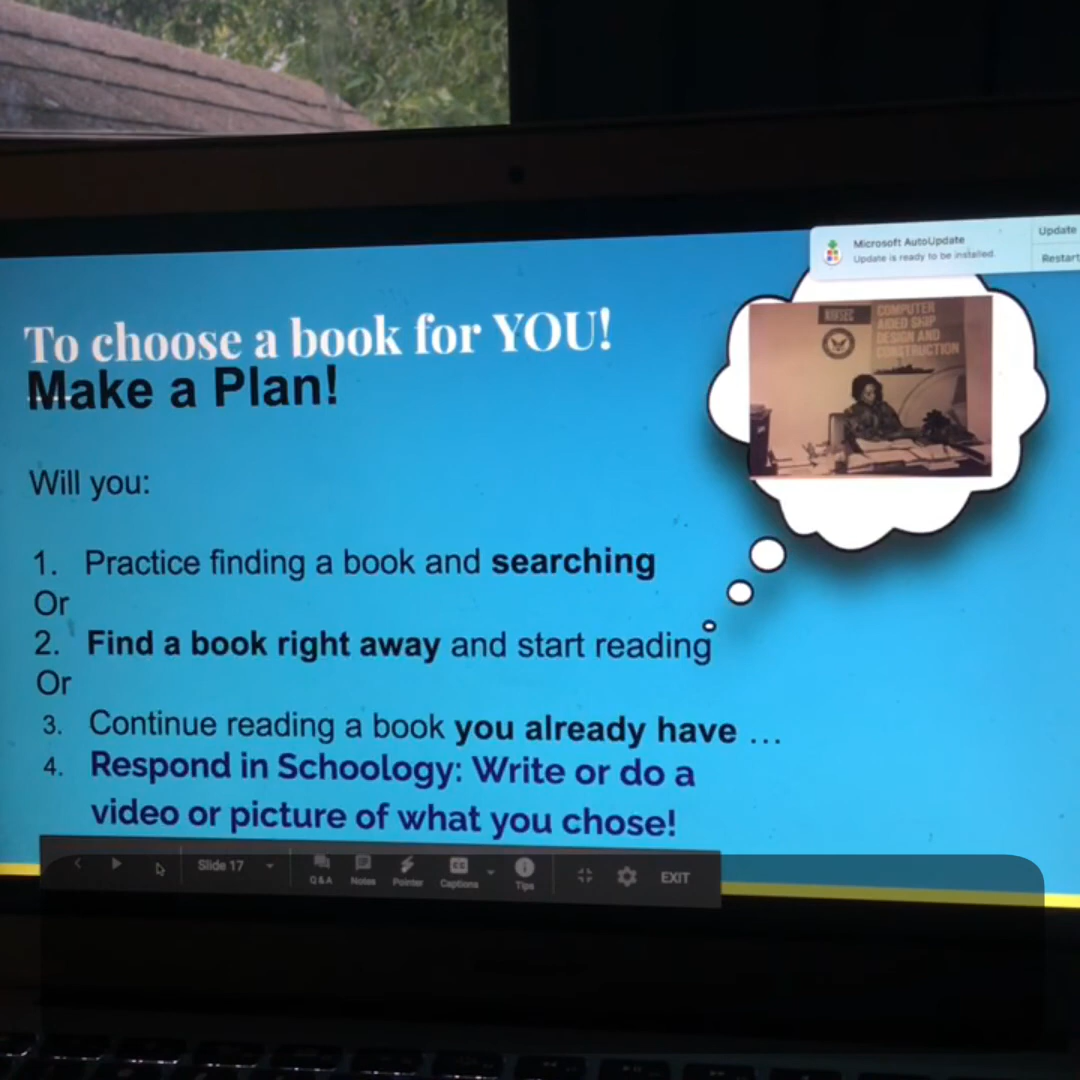 Microsoft AutoUpdate
Update is ready to be installed.
Update
Restart
To choose a book for YOU!
Make a Plan!
NAVSEC
COMPUTER
AIDED SHIP
DESIGN AND
CONSTRUCTION
Will you:
1. Practice finding a book and searching
Or
2. Find a book right away and start reading
Or
3. Continue reading a book you already have ...
4. Respond in Schoology: Write or do a
video or picture of what you chose!
Slide 17
Q&A
Notes
Pointer
CC
Captions
Tips
EXIT